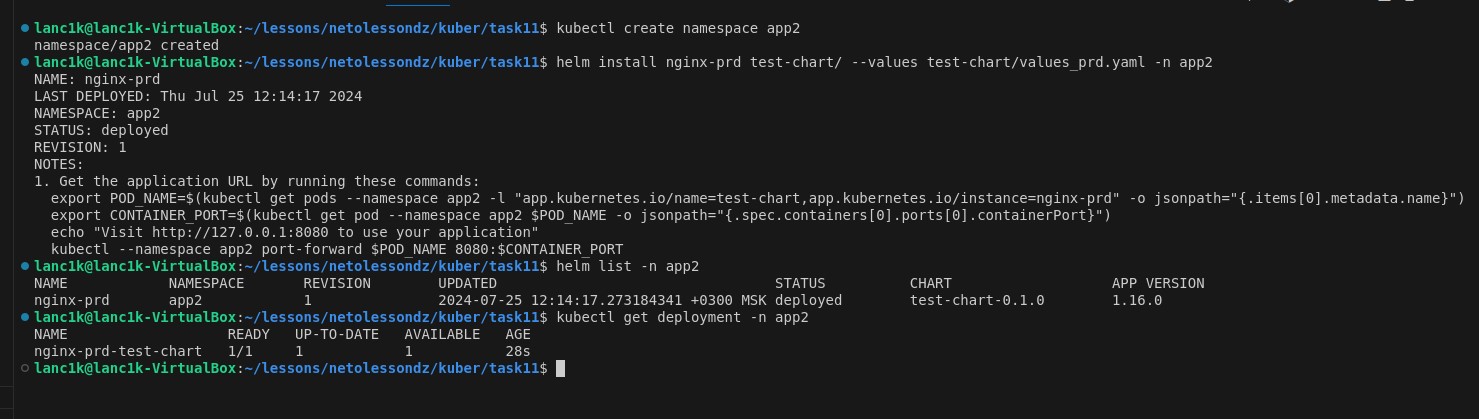 lanc1k@lanc1k-VirtualBox:~/lessons/netolessondz/kuber/task11$ kubectl create namespace app2
namespace/app2 created
lanc1k@lanc1k-VirtualBox:~/lessons/netolessondz/kuber/task11$ helm install nginx-prd test-chart/ --values test-chart/values_prd.yaml -n app2
NAME: nginx-prd
LAST DEPLOYED: Thu Jul 25 12:14:17 2024
NAMESPACE: app2
STATUS: deployed
REVISION: 1
NOTES:
1. Get the application URL by running these commands:
  export POD_NAME=$(kubectl get pods --namespace app2 -l "app.kubernetes.io/name=test-chart,app.kubernetes.io/instance=nginx-prd" -o jsonpath="{.items[0].metadata.name}")
  export CONTAINER_PORT=$(kubectl get pod --namespace app2 $POD_NAME -o jsonpath="{.spec.containers[0].ports[0].containerPort}")
  echo "Visit http://127.0.0.1:8080 to use your application"
  kubectl --namespace app2 port-forward $POD_NAME 8080:$CONTAINER_PORT
lanc1k@lanc1k-VirtualBox:~/lessons/netolessondz/kuber/task11$ helm list -n app2
NAME            NAMESPACE       REVISION        UPDATED                                 STATUS          CHART                   APP VERSION
nginx-prd       app2            1               2024-07-25 12:14:17.273184341 +0300 MSK deployed        test-chart-0.1.0        1.16.0
lanc1k@lanc1k-VirtualBox:~/lessons/netolessondz/kuber/task11$ kubectl get deployment -n app2
NAME                   READY   UP-TO-DATE   AVAILABLE   AGE
nginx-prd-test-chart   1/1     1            1           28s
lanc1k@lanc1k-VirtualBox:~/lessons/netolessondz/kuber/task11$